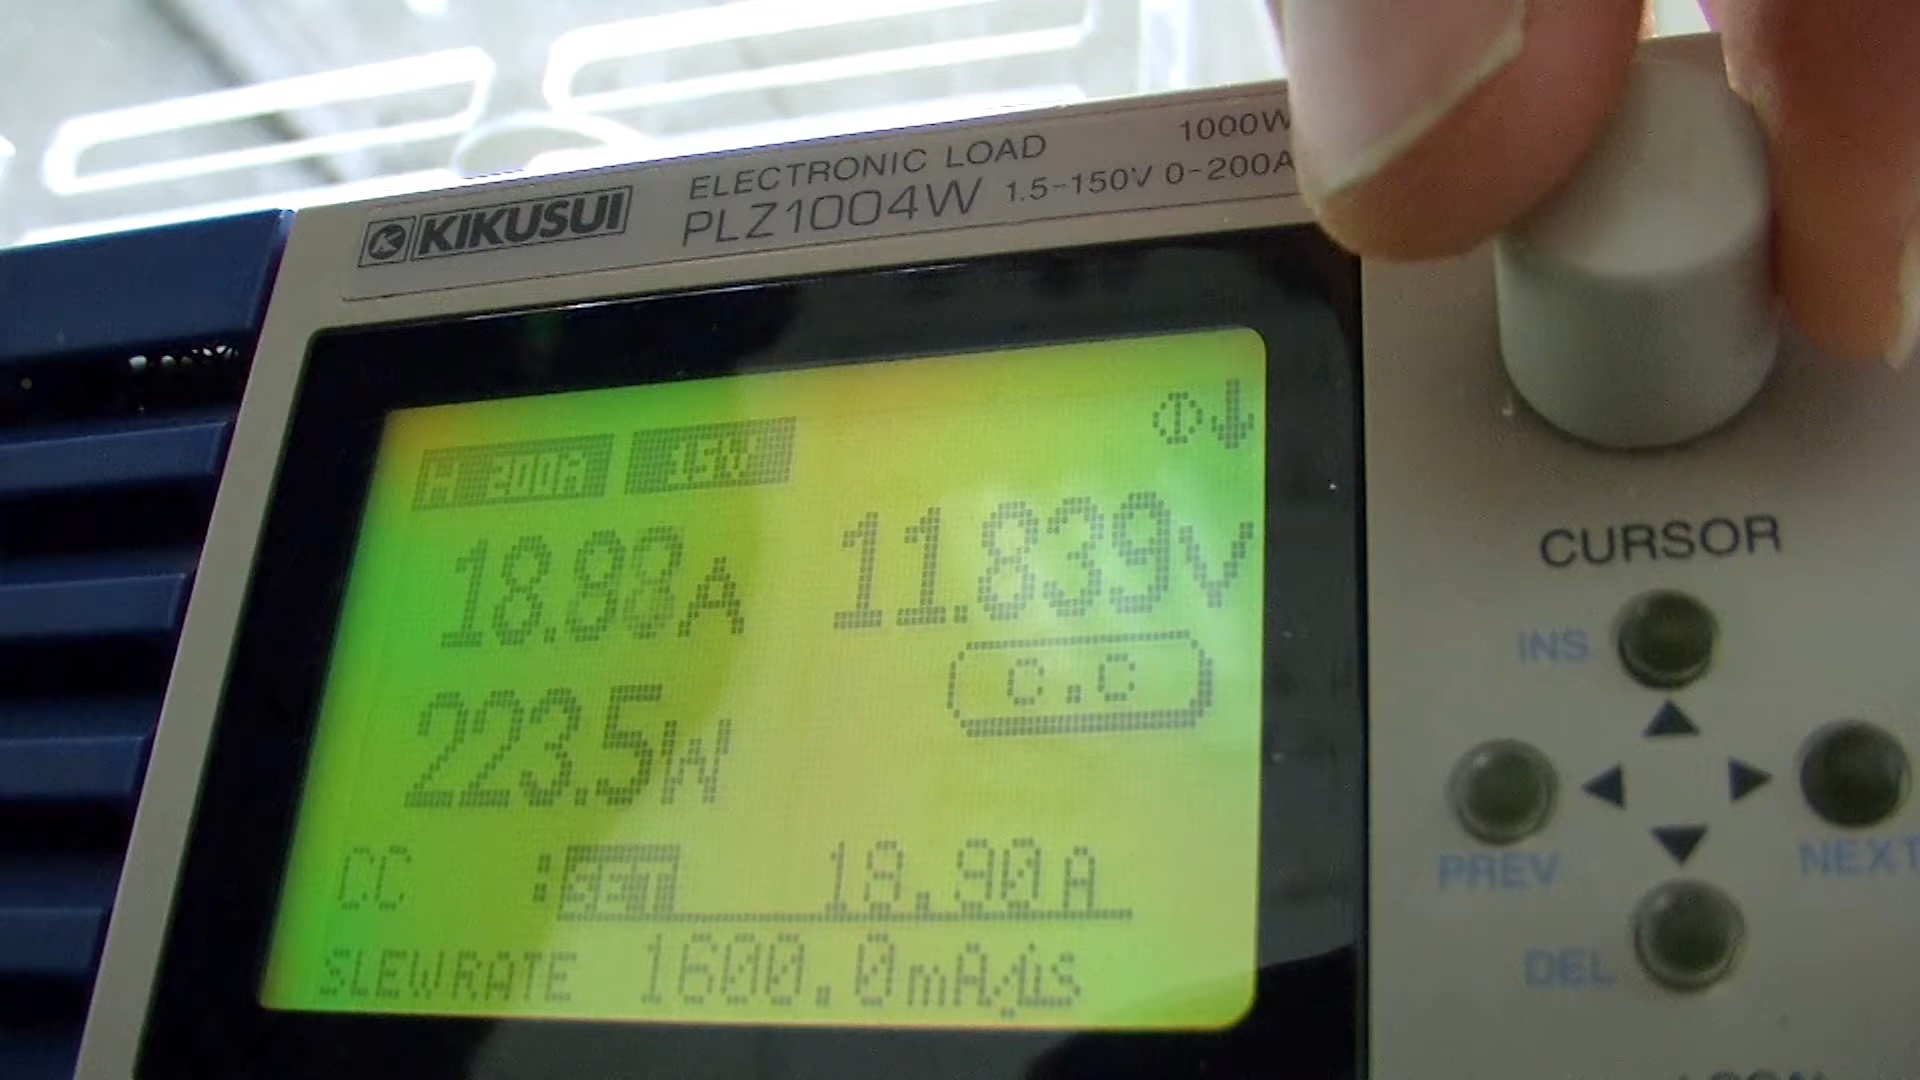 KIKUSUI
ELECTRONIC LOAD
1000W
PLZ1004W
1.5-150V 0-200A
H 200A 15V
18.88A
11.839V
C.C
223.5W
CC :SET 18.90A
SLEWRATE 1600.0mA/μs
CURSOR
INS
PREV
NEXT
DEL